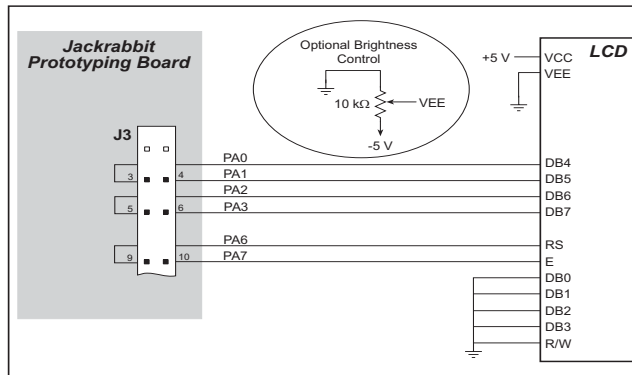 Jackrabbit
Prototyping Board
Optional Brightness
Control
10 kΩ
VEE
-5 V
+5 V
VCC
VEE
LCD
J3
3
4
5
6
9
10
PA0
PA1
PA2
PA3
PA6
PA7
DB4
DB5
DB6
DB7
RS
E
DB0
DB1
DB2
DB3
R/W